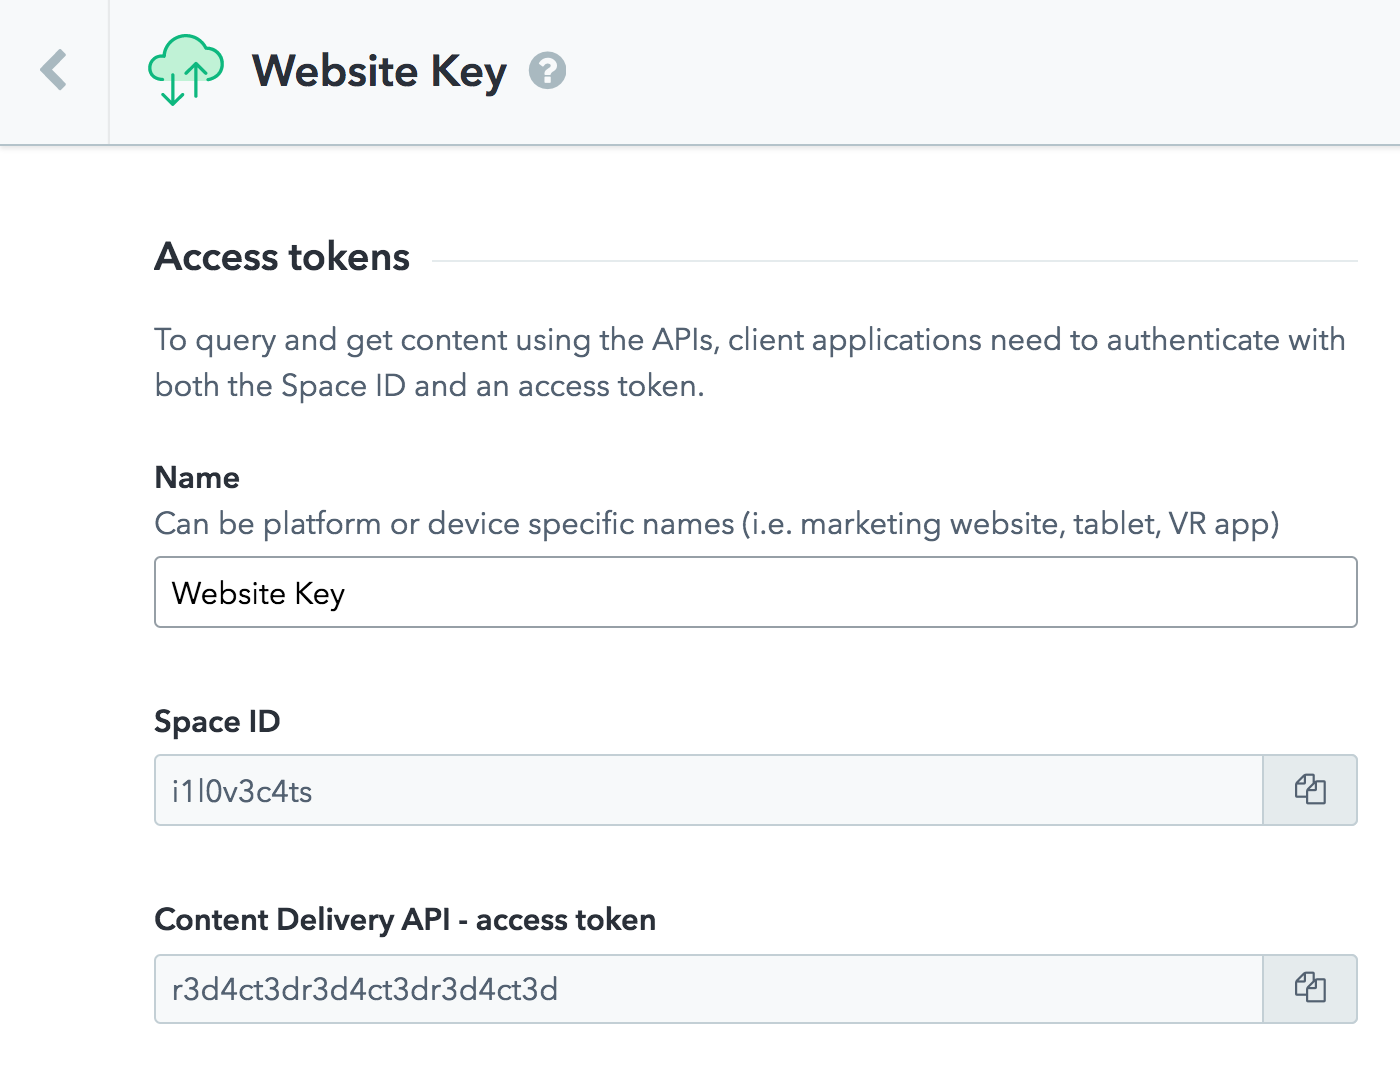 Website Key ?
Access tokens
To query and get content using the APIs, client applications need to authenticate with
both the Space ID and an access token.
Name
Can be platform or device specific names (i.e. marketing website, tablet, VR app)
Website Key
Space ID
i1l0v3c4ts
Content Delivery API - access token
r3d4ct3dr3d4ct3dr3d4ct3d